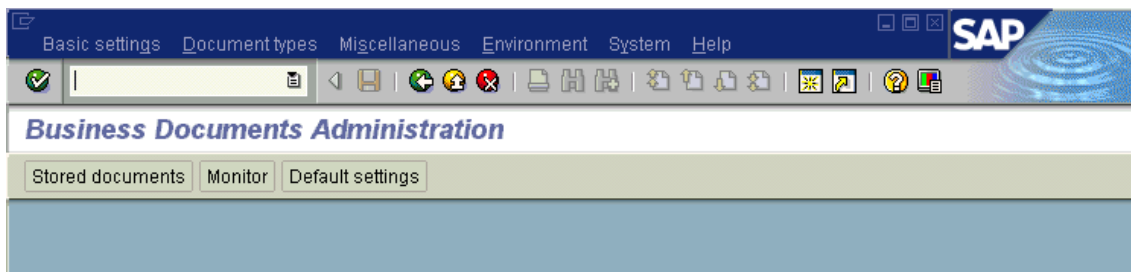 Basic settings Document types Miscellaneous Environment System Help
SAP
Business Documents Administration
Stored documents Monitor Default settings